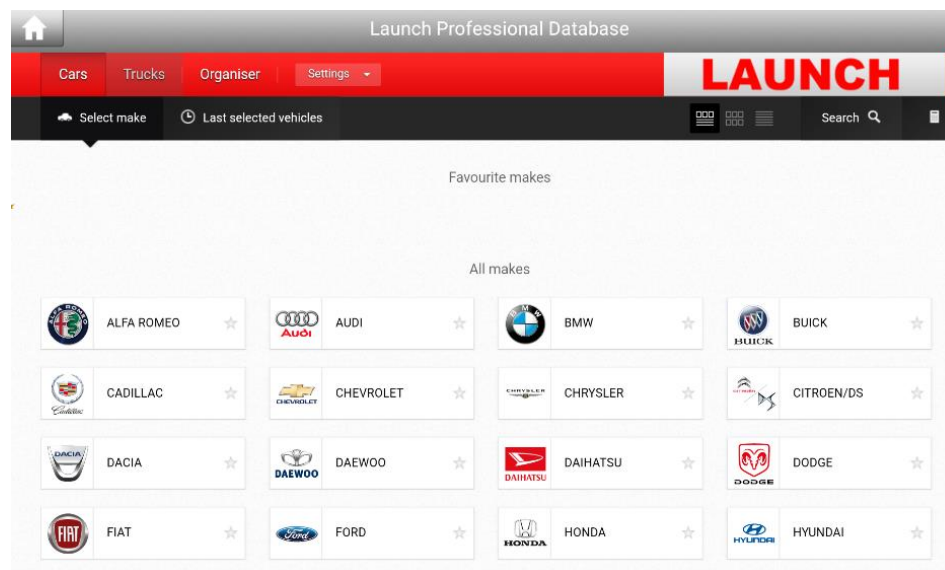 Launch Professional Database
Cars Trucks Organiser Settings
LAUNCH
Select make Last selected vehicles Search
Favourite makes
All makes
ALFA ROMEO
Audi AUDI
BMW BMW
BUICK BUICK
Cadillac CADILLAC
CHEVROLET CHEVROLET
CHRYSLER CHRYSLER
CITROEN/DS
DACIA DACIA
DAEWOO DAEWOO
DAIHATSU DAIHATSU
DODGE DODGE
FIAT FIAT
Ford FORD
HONDA HONDA
HYUNDAI HYUNDAI